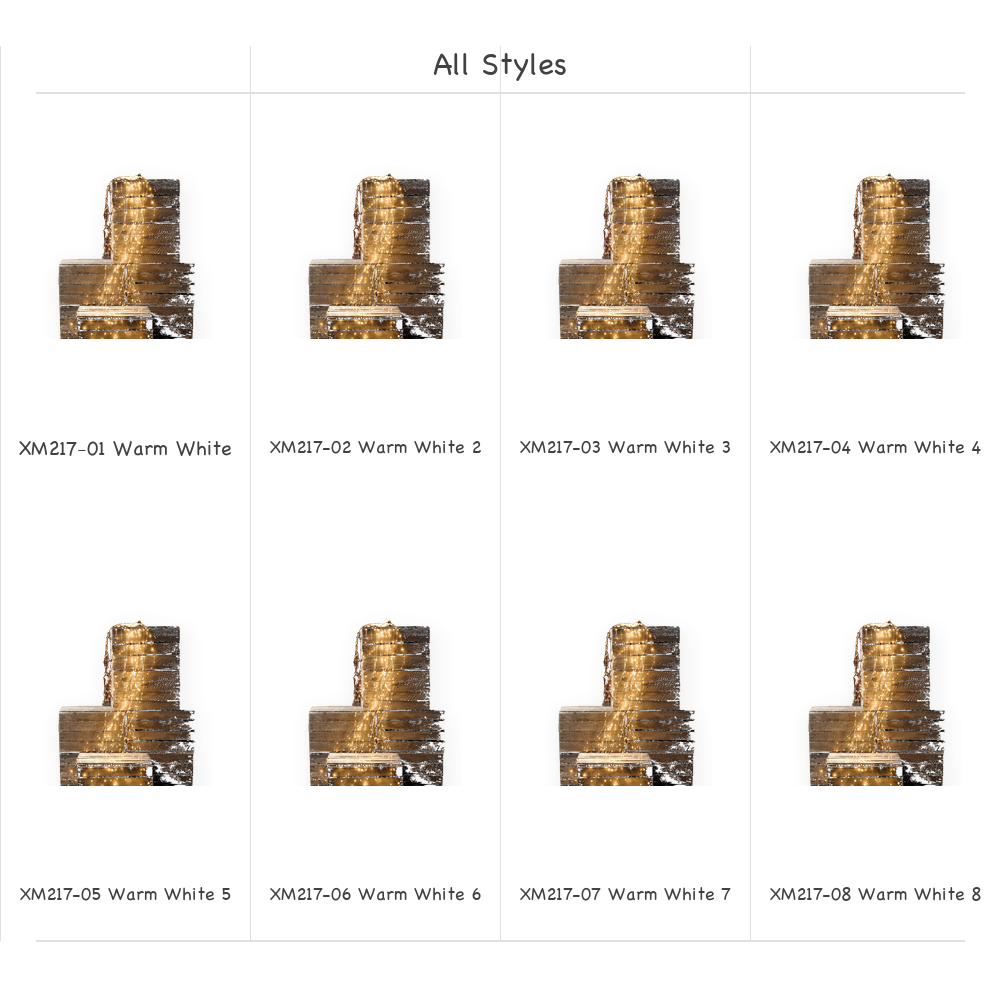 All Styles
XM217-01 Warm White
XM217-02 Warm White 2
XM217-03 Warm White 3
XM217-04 Warm White 4
XM217-05 Warm White 5
XM217-06 Warm White 6
XM217-07 Warm White 7
XM217-08 Warm White 8